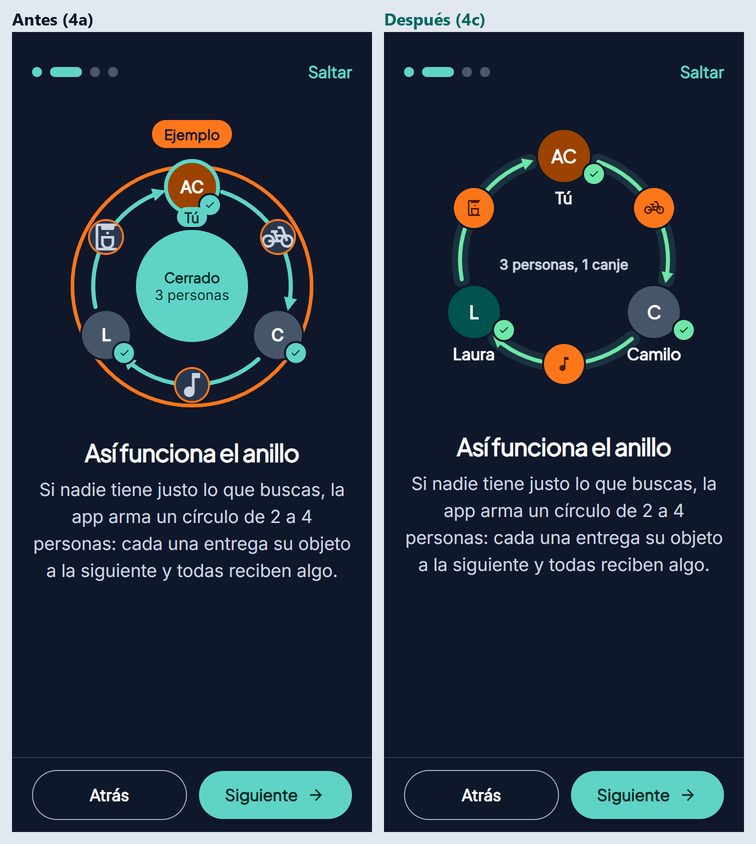 Antes (4a)
Saltar
Ejemplo
AC
Tú
Cerrado
3 personas
L
C
Así funciona el anillo
Si nadie tiene justo lo que buscas, la
app arma un círculo de 2 a 4
personas: cada una entrega su objeto
a la siguiente y todas reciben algo.
Atrás
Siguiente
Después (4c)
Saltar
AC
Tú
3 personas, 1 canje
L
C
Laura
Camilo
Así funciona el anillo
Si nadie tiene justo lo que buscas, la
app arma un círculo de 2 a 4
personas: cada una entrega su objeto
a la siguiente y todas reciben algo.
Atrás
Siguiente